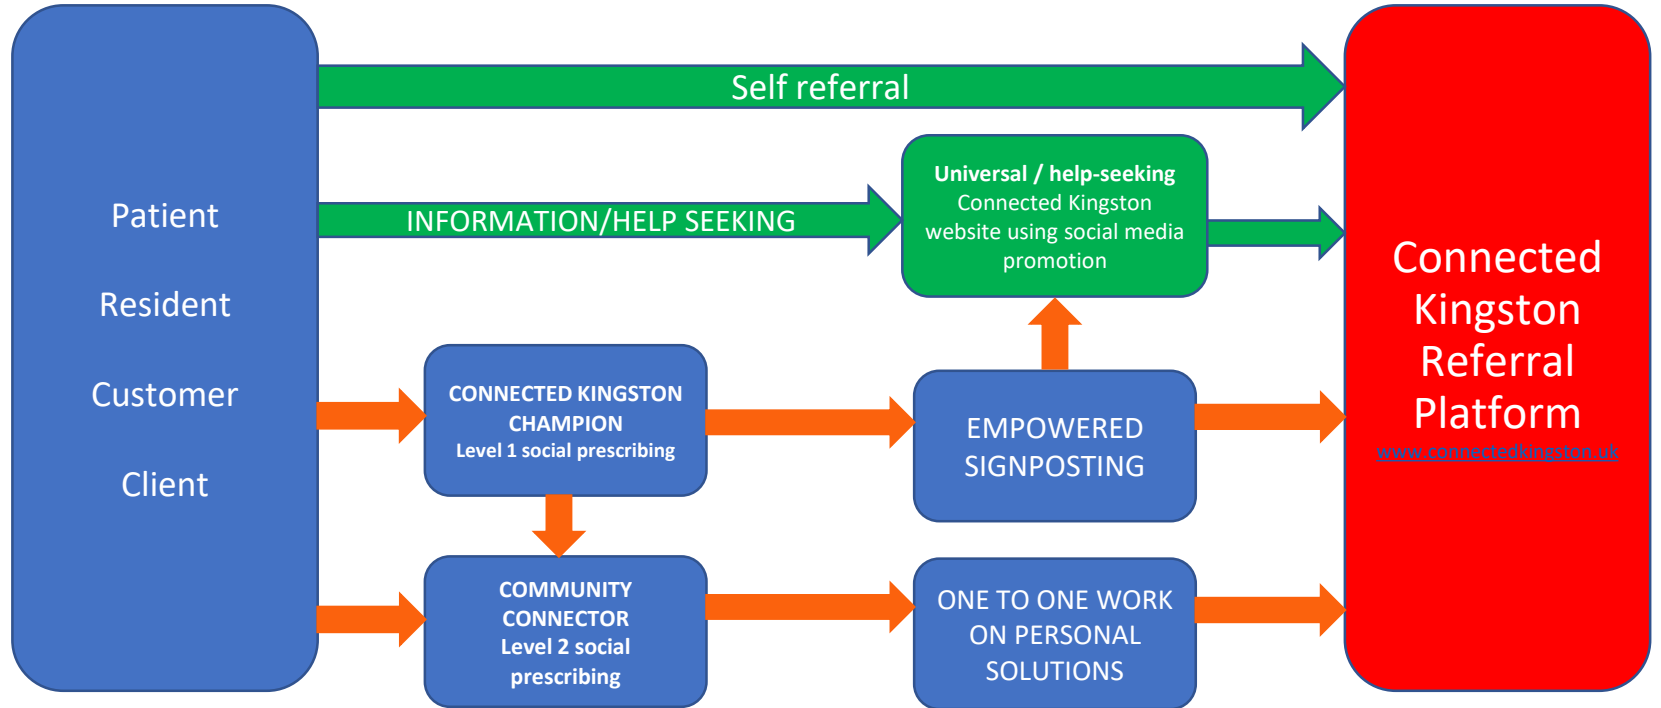 Patient
Resident
Customer
Client
Self referral
INFORMATION/HELP SEEKING
Universal / help-seeking
Connected Kingston
website using social media
promotion
CONNECTED KINGSTON
CHAMPION
Level 1 social prescribing
EMPOWERED
SIGNPOSTING
COMMUNITY
CONNECTOR
Level 2 social
prescribing
ONE TO ONE WORK
ON PERSONAL
SOLUTIONS
Connected
Kingston
Referral
Platform
www.connectedkingston.uk